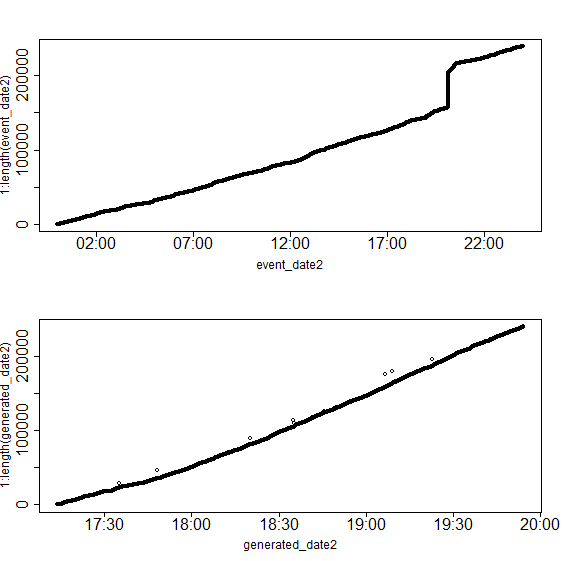 1:length(event_date2)
200000
100000
0
02:00 07:00 12:00 17:00 22:00
event_date2
1:length(generated_date2)
200000
100000
0
17:30 18:00 18:30 19:00 19:30 20:00
generated_date2